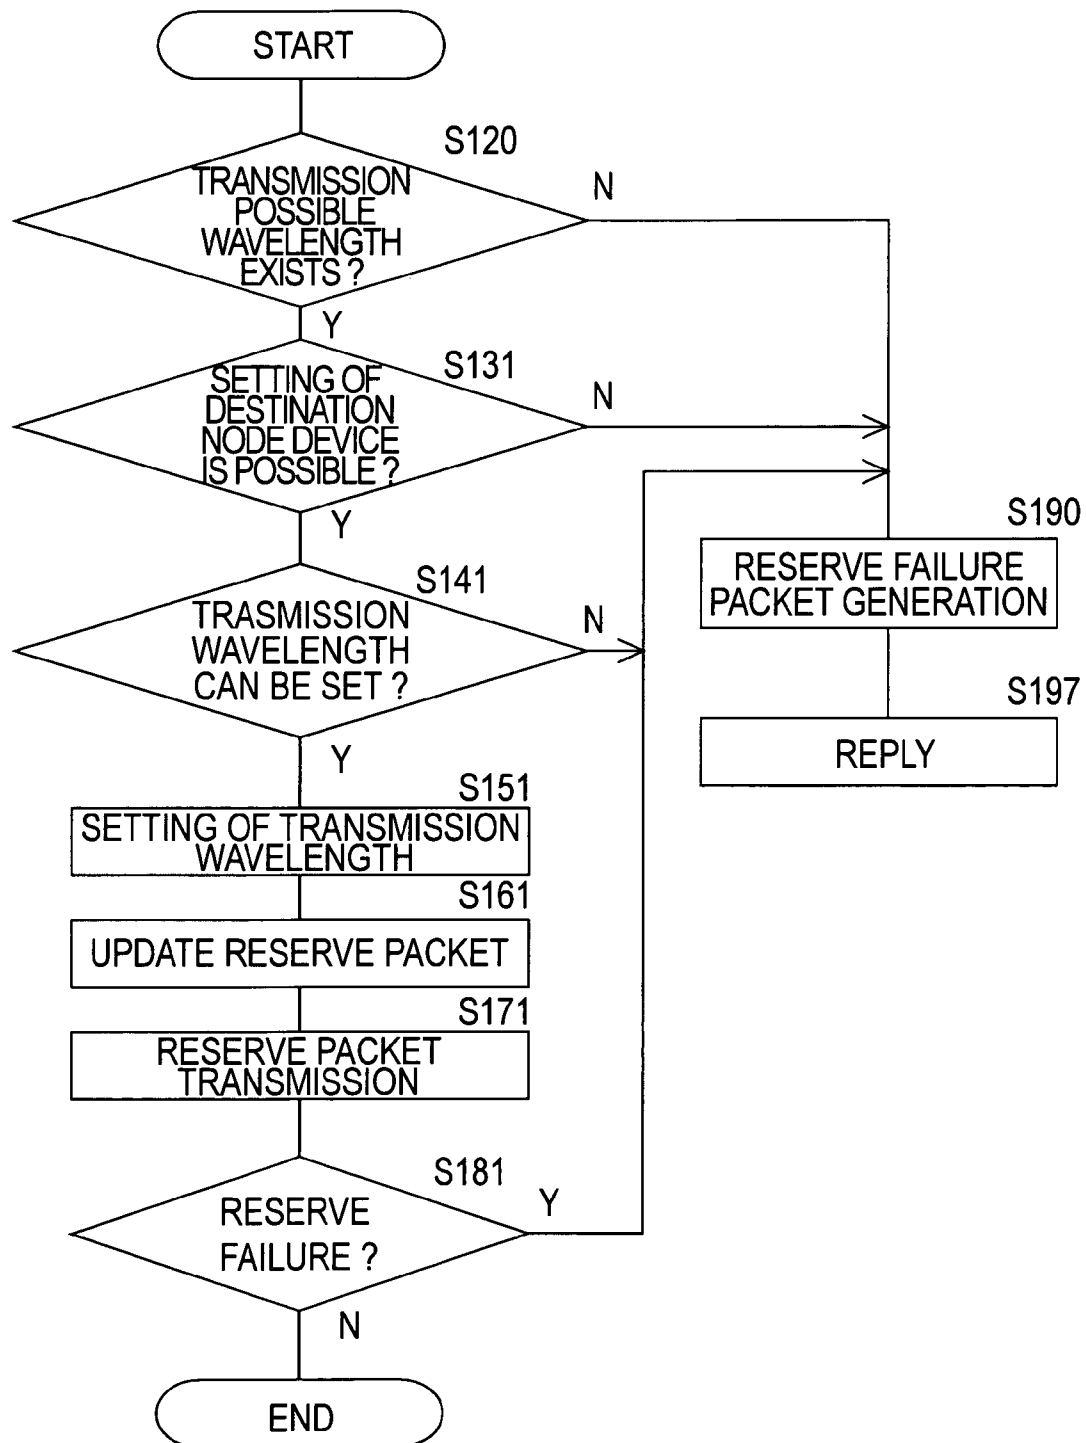 START
S120
TRANSMISSION
POSSIBLE
WAVELENGTH
EXISTS ?
N
Y
S131
SETTING OF
DESTINATION
NODE DEVICE
IS POSSIBLE ?
N
Y
S141
TRASMISSION
WAVELENGTH
CAN BE SET ?
N
Y
S151
SETTING OF TRANSMISSION
WAVELENGTH
S161
UPDATE RESERVE PACKET
S171
RESERVE PACKET
TRANSMISSION
S181
RESERVE
FAILURE ?
Y
N
END
S190
RESERVE FAILURE
PACKET GENERATION
S197
REPLY